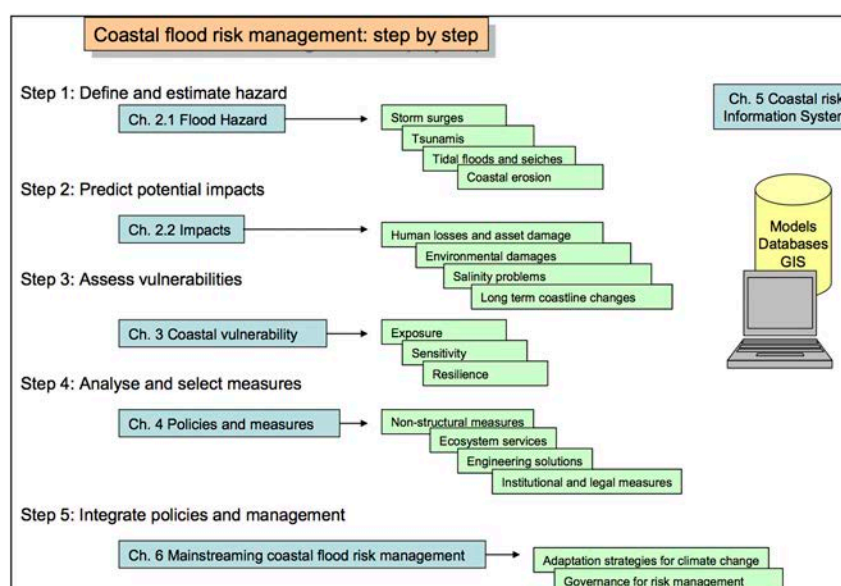 Coastal flood risk management: step by step
Step 1: Define and estimate hazard
Ch. 2.1 Flood Hazard
Storm surges
Tsunamis
Tidal floods and seiches
Coastal erosion
Ch. 5 Coastal risk
Information System
Step 2: Predict potential impacts
Ch. 2.2 Impacts
Human losses and asset damage
Environmental damages
Salinity problems
Long term coastline changes
Models
Databases
GIS
Step 3: Assess vulnerabilities
Ch. 3 Coastal vulnerability
Exposure
Sensitivity
Resilience
Step 4: Analyse and select measures
Ch. 4 Policies and measures
Non-structural measures
Ecosystem services
Engineering solutions
Institutional and legal measures
Step 5: Integrate policies and management
Ch. 6 Mainstreaming coastal flood risk management
Adaptation strategies for climate change
Governance for risk management